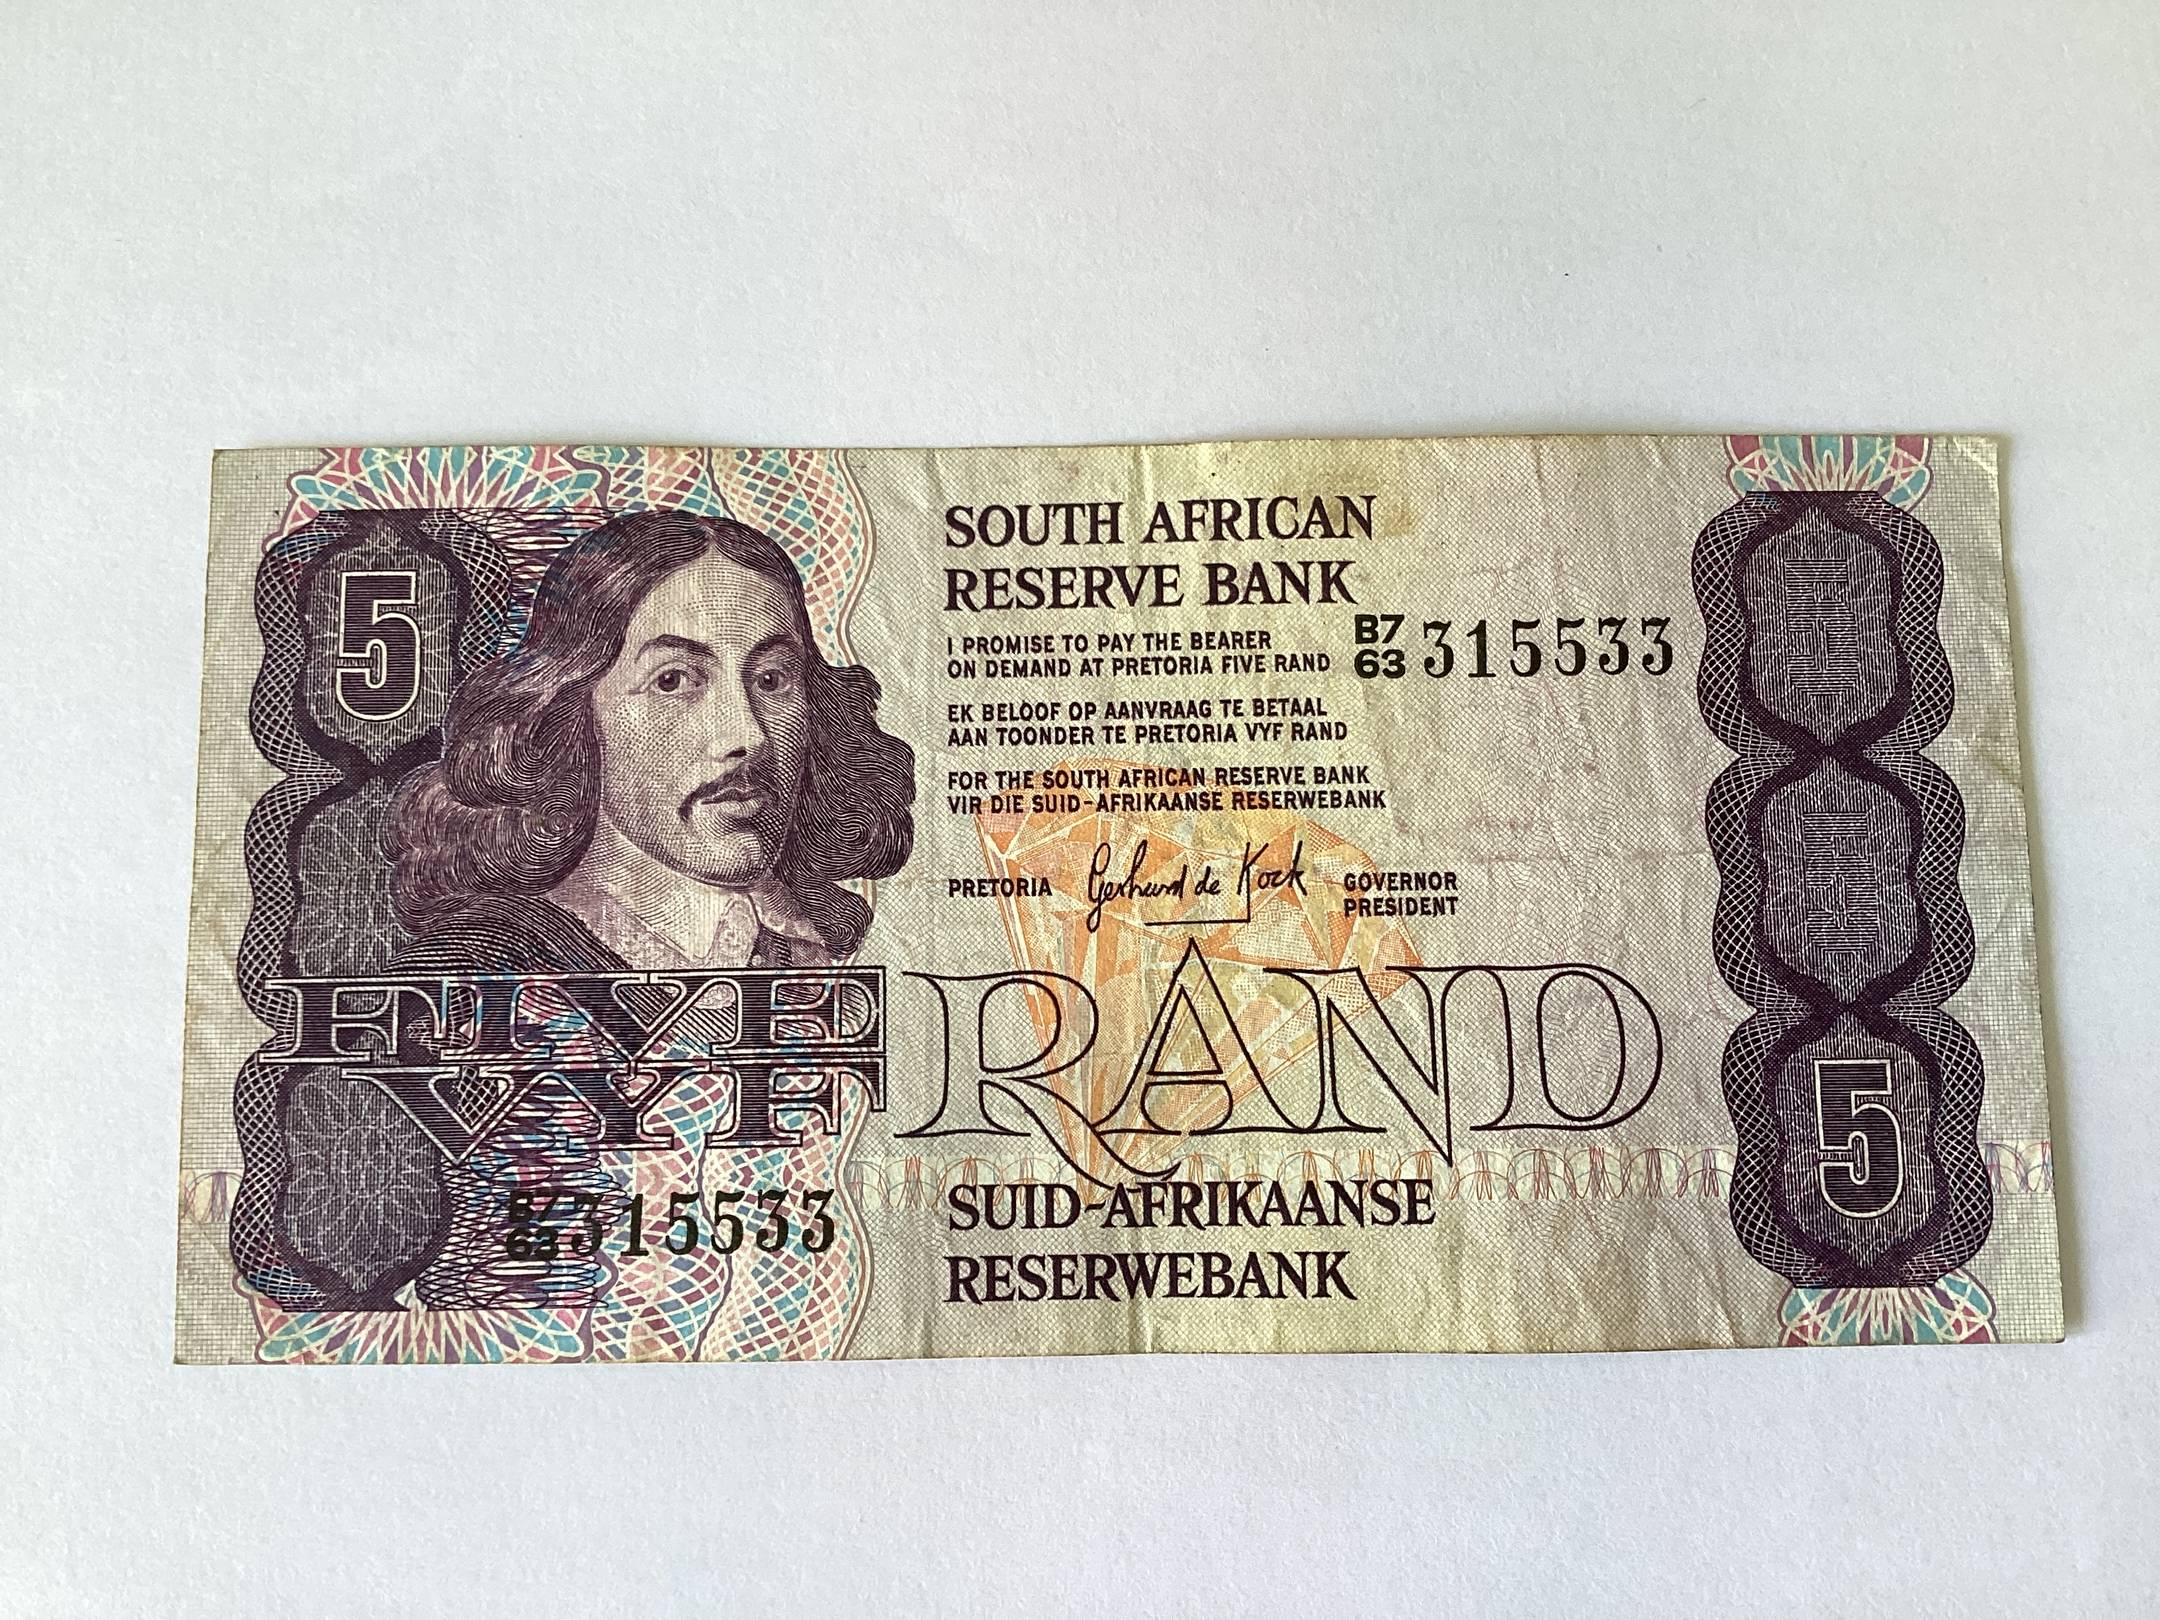 5
SOUTH AFRICAN
RESERVE BANK
I PROMISE TO PAY THE BEARER
ON DEMAND AT PRETORIA FIVE RAND
B7
63 315533
EK BELOOF OP AANVRAAG TE BETAAL
AAN TOONDER TE PRETORIA VYF RAND
FOR THE SOUTH AFRICAN RESERVE BANK
VIR DIE SUID-AFRIKAANSE RESERWEBANK
PRETORIA Gerhard de Kock GOVERNOR
PRESIDENT
FIVE
VYF
RAND
5
B7
63 315533
SUID-AFRIKAANSE
RESERWEBANK